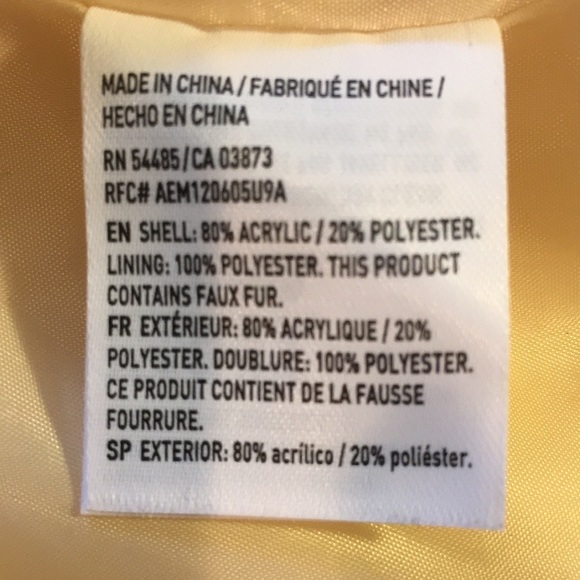 MADE IN CHINA / FABRIQUÉ EN CHINE /
HECHO EN CHINA
RN 54485/CA 03873
RFC# AEM120605U9A
EN SHELL: 80% ACRYLIC / 20% POLYESTER.
LINING: 100% POLYESTER. THIS PRODUCT
CONTAINS FAUX FUR.
FR EXTÉRIEUR: 80% ACRYLIQUE / 20%
POLYESTER. DOUBLURE: 100% POLYESTER.
CE PRODUIT CONTIENT DE LA FAUSSE
FOURRURE.
SP EXTERIOR: 80% acrílico / 20% poliéster.